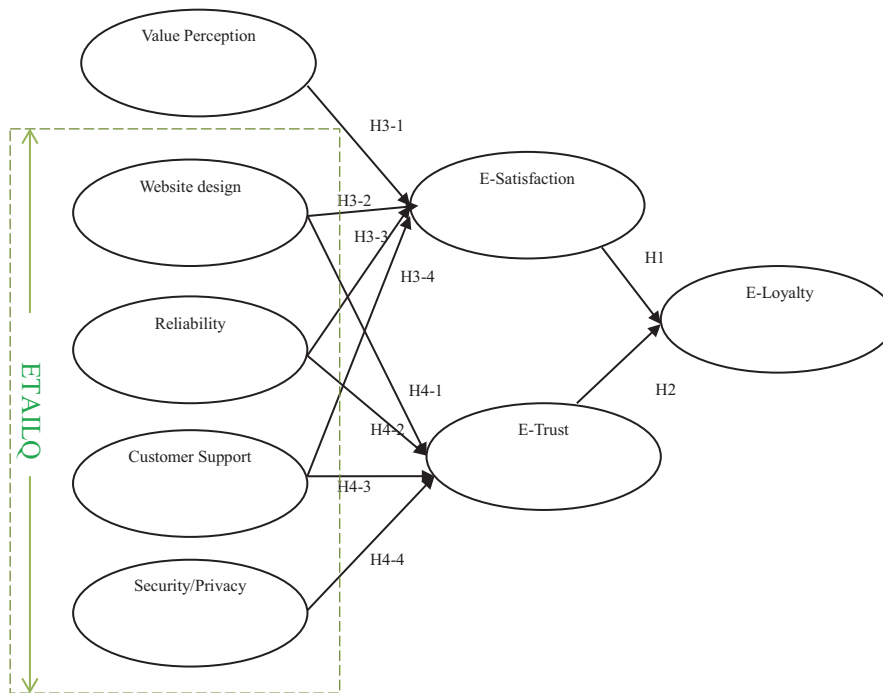 Value Perception
H3-1
Website design
H3-2
E-Satisfaction
H3-3
H3-4
H1
E-Loyalty
Reliability
ETAILQ
H4-1
H2
H4-2
E-Trust
Customer Support
H4-3
H4-4
Security/Privacy